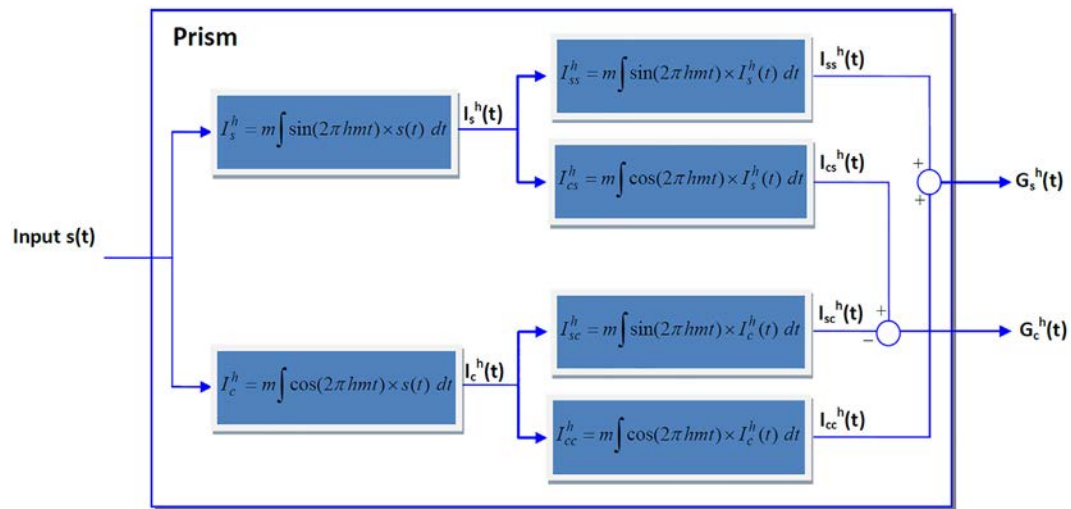 Prism
I_s^h = m∫sin(2πhmt)×s(t) dt
I_s^h(t)
I_ss^h = m∫sin(2πhmt)×I_s^h(t) dt
I_ss^h(t)
I_cs^h = m∫cos(2πhmt)×I_s^h(t) dt
I_cs^h(t)
+
+
G_s^h(t)
Input s(t)
I_sc^h = m∫sin(2πhmt)×I_c^h(t) dt
I_sc^h(t)
+
−
G_c^h(t)
I_c^h = m∫cos(2πhmt)×s(t) dt
I_c^h(t)
I_cc^h = m∫cos(2πhmt)×I_c^h(t) dt
I_cc^h(t)